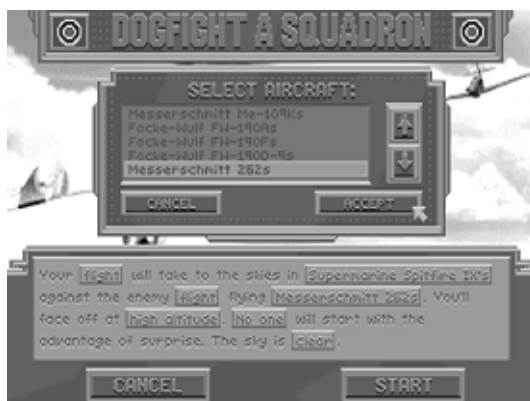 DOGFIGHT A SQUADRON
SELECT AIRCRAFT:
Messerschmitt Me-109Ks
Focke-Wulf FW-190As
Focke-Wulf FW-190Fs
Focke-Wulf FW-190D-9s
Messerschmitt 262s
CANCEL ACCEPT
Your flight will take to the skies in Supermarine Spitfire IX's
against the enemy flight flying Messerschmitt 262s. You'll
face off at high altitude. No one will start with the
advantage of surprise. The sky is clear.
CANCEL START